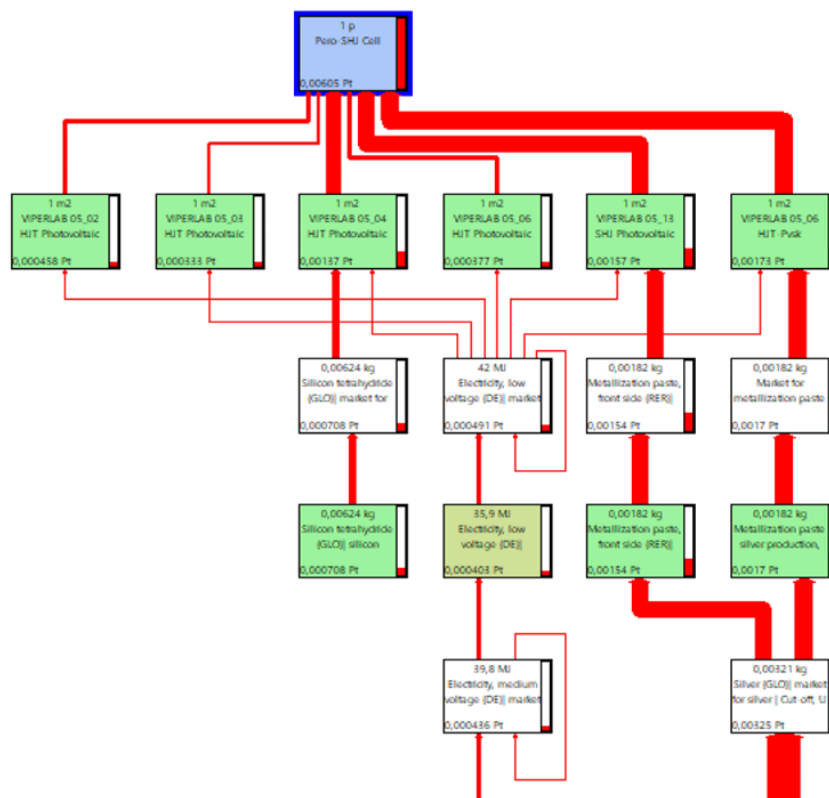 1 p
Pero-SHJ Cell
0,00605 Pt
1 m2
VIPERLAB 05_02
HJT Photovoltaic
0,000458 Pt
1 m2
VIPERLAB 05_03
HJT Photovoltaic
0,000333 Pt
1 m2
VIPERLAB 05_04
HJT Photovoltaic
0,00137 Pt
1 m2
VIPERLAB 05_06
HJT Photovoltaic
0,000377 Pt
1 m2
VIPERLAB 05_13
SHJ Photovoltaic
0,00157 Pt
1 m2
VIPERLAB 05_06
HJT-Pvsk
0,00173 Pt
0,00624 kg
Silicon tetrahydride
{GLO}| market for
0,000708 Pt
42 MJ
Electricity, low
voltage {DE}| market
0,000491 Pt
0,00182 kg
Metallization paste,
front side {RER}|
0,00154 Pt
0,00182 kg
Market for
metallization paste
0,0017 Pt
0,00624 kg
Silicon tetrahydride
{GLO}| silicon
0,000708 Pt
35,9 MJ
Electricity, low
voltage {DE}|
0,000403 Pt
0,00182 kg
Metallization paste,
front side {RER}|
0,00154 Pt
0,00182 kg
Metallization paste
silver production,
0,0017 Pt
39,8 MJ
Electricity, medium
voltage {DE}| market
0,000436 Pt
0,00321 kg
Silver {GLO}| market
for silver | Cut-off, U
0,00325 Pt